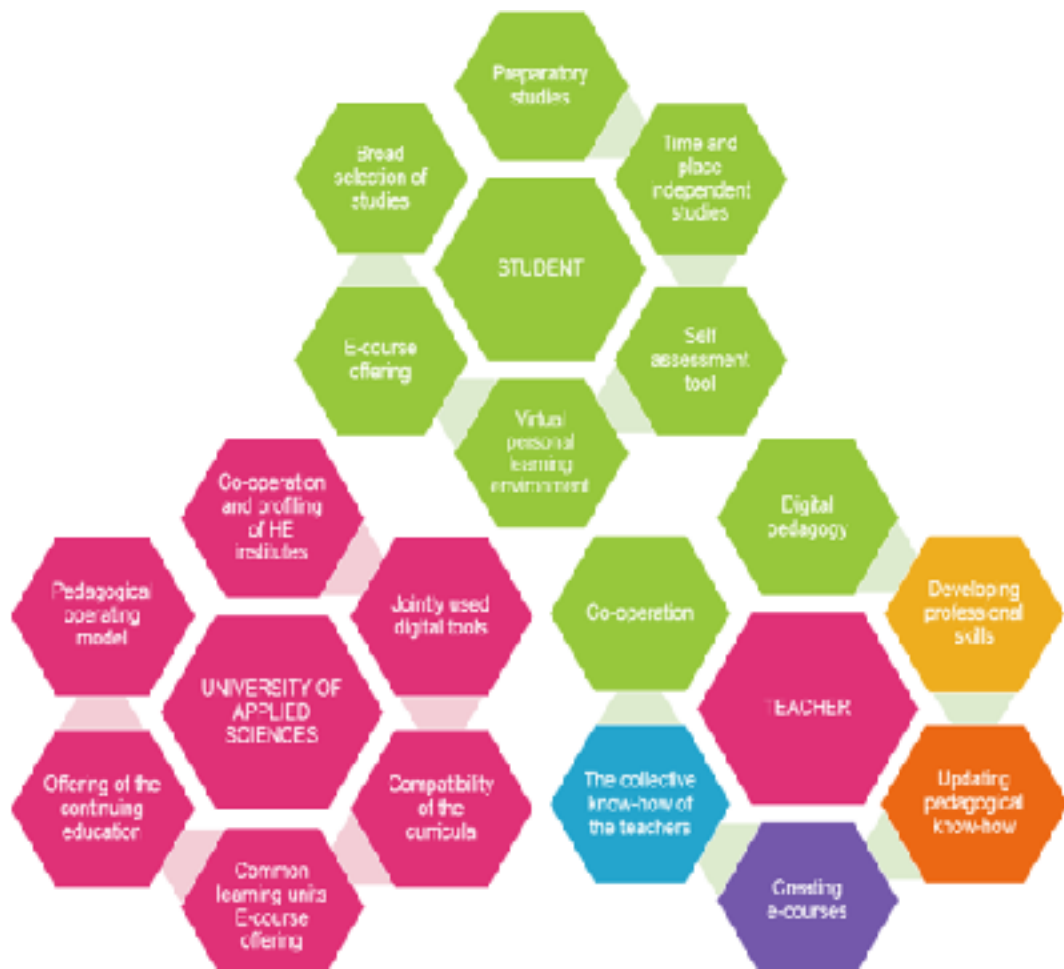 Preparatory
studies
Time and
place
independent
studies
Self
assessment
tool
Virtual
personal
learning
environment
E-course
offering
Broad
selection of
studies
STUDENT
Co-operation
and profiling
of HE
institutes
Jointly used
digital tools
Compatibility
of the
curricula
Common
learning units
E-course
offering
Offering of the
continuing
education
Pedagogical
operating
model
UNIVERSITY OF
APPLIED
SCIENCES
Digital
pedagogy
Developing
professional
skills
Updating
pedagogical
know-how
Creating
e-courses
The collective
know-how of
the teachers
Co-operation
TEACHER